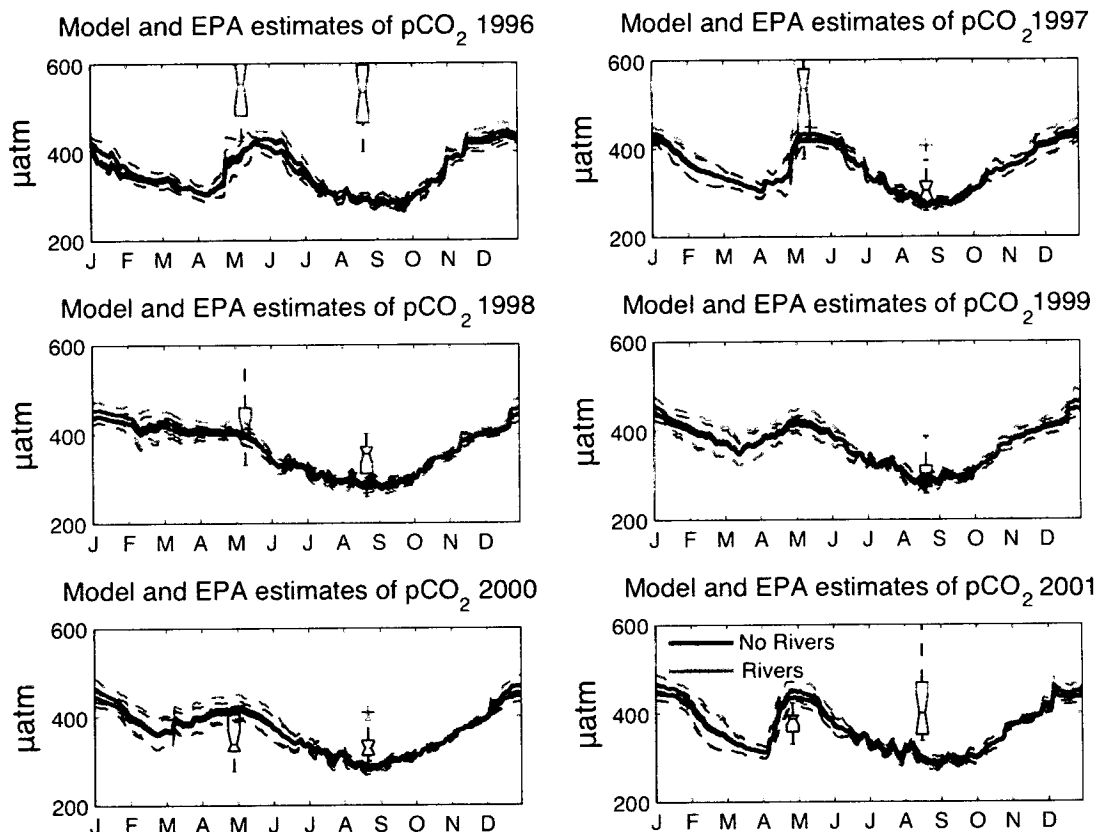 Model and EPA estimates of pCO2 1996
600
400
200
μatm
J F M A M J J A S O N D
Model and EPA estimates of pCO2 1997
600
400
200
μatm
J F M A M J J A S O N D
Model and EPA estimates of pCO2 1998
600
400
200
μatm
J F M A M J J A S O N D
Model and EPA estimates of pCO2 1999
600
400
200
μatm
J F M A M J J A S O N D
Model and EPA estimates of pCO2 2000
600
400
200
μatm
J F M A M J J A S O N D
Model and EPA estimates of pCO2 2001
600
400
200
μatm
No Rivers
Rivers
J F M A M J J A S O N D